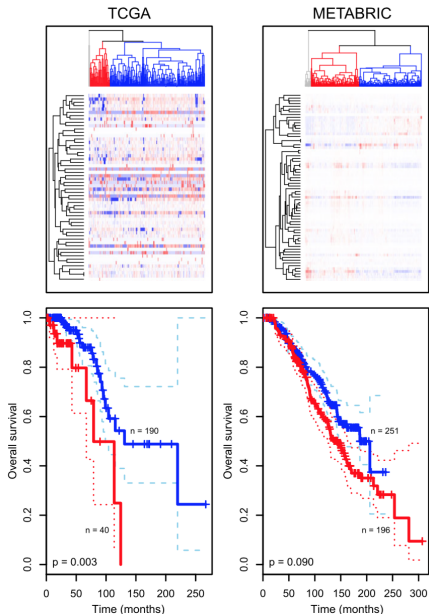 TCGA
METABRIC
Overall survival
0.0 0.2 0.4 0.6 0.8 1.0
n = 190
n = 40
p = 0.003
0 50 100 150 200 250
Time (months)
Overall survival
0.0 0.2 0.4 0.6 0.8 1.0
n = 251
n = 196
p = 0.090
0 50 100 200 300
Time (months)